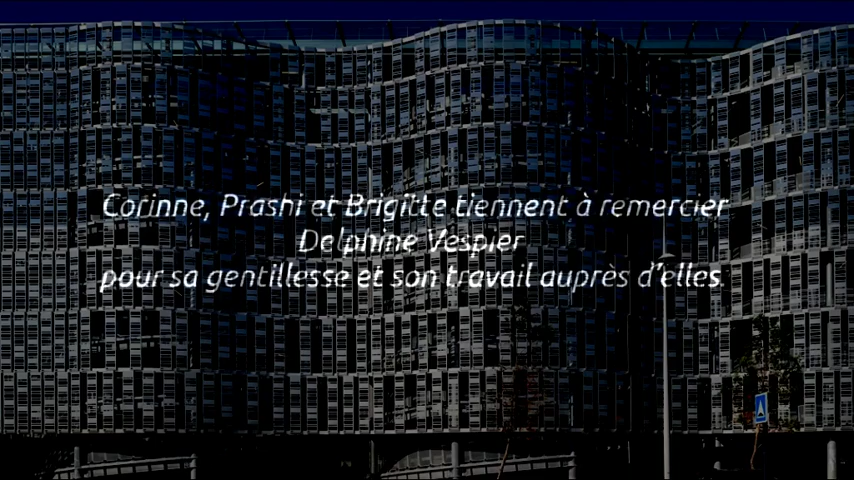 Corinne, Prashi et Brigitte tiennent à remercier
Delphine Vespier
pour sa gentillesse et son travail auprès d'elles.